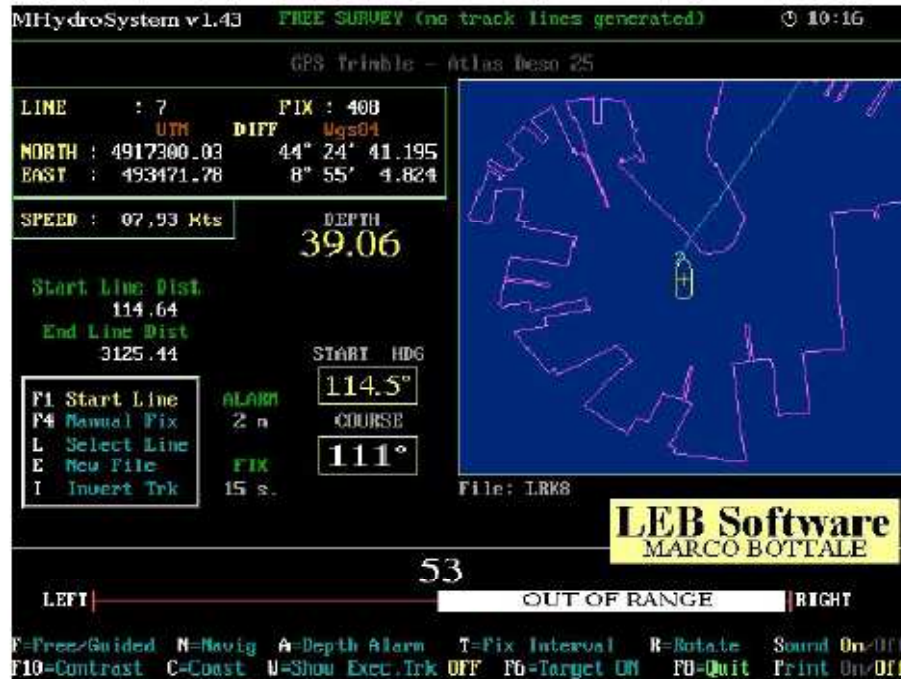 MHydroSystem v1.43 FREE SURVEY (no track lines generated) 10:16
GPS Trimble - Atlas Deso 25
LINE : 7 FIX : 408
UTM DIFF Wgs84
NORTH : 4917300.03 44° 24' 41.195
EAST : 493471.78 8° 55' 4.824
SPEED : 07,93 Kts
DEPTH
39.06
Start Line Dist.
114.64
End Line Dist
3125.44
START HDG
114.5°
F1 Start Line
F4 Manual Fix
L Select Line
E New File
I Invert Trk
ALARM
2 m
FIX
15 s.
COURSE
111°
File: LRK8
LEB Software
MARCO BOTTALE
53
LEFT OUT OF RANGE RIGHT
F=Free/Guided N=Navig A=Depth Alarm T=Fix Interval R=Rotate Sound On/Off
F10=Contrast C=Coast W=Show Exec.Trk OFF F6=Target ON F8=Quit Print On/Off